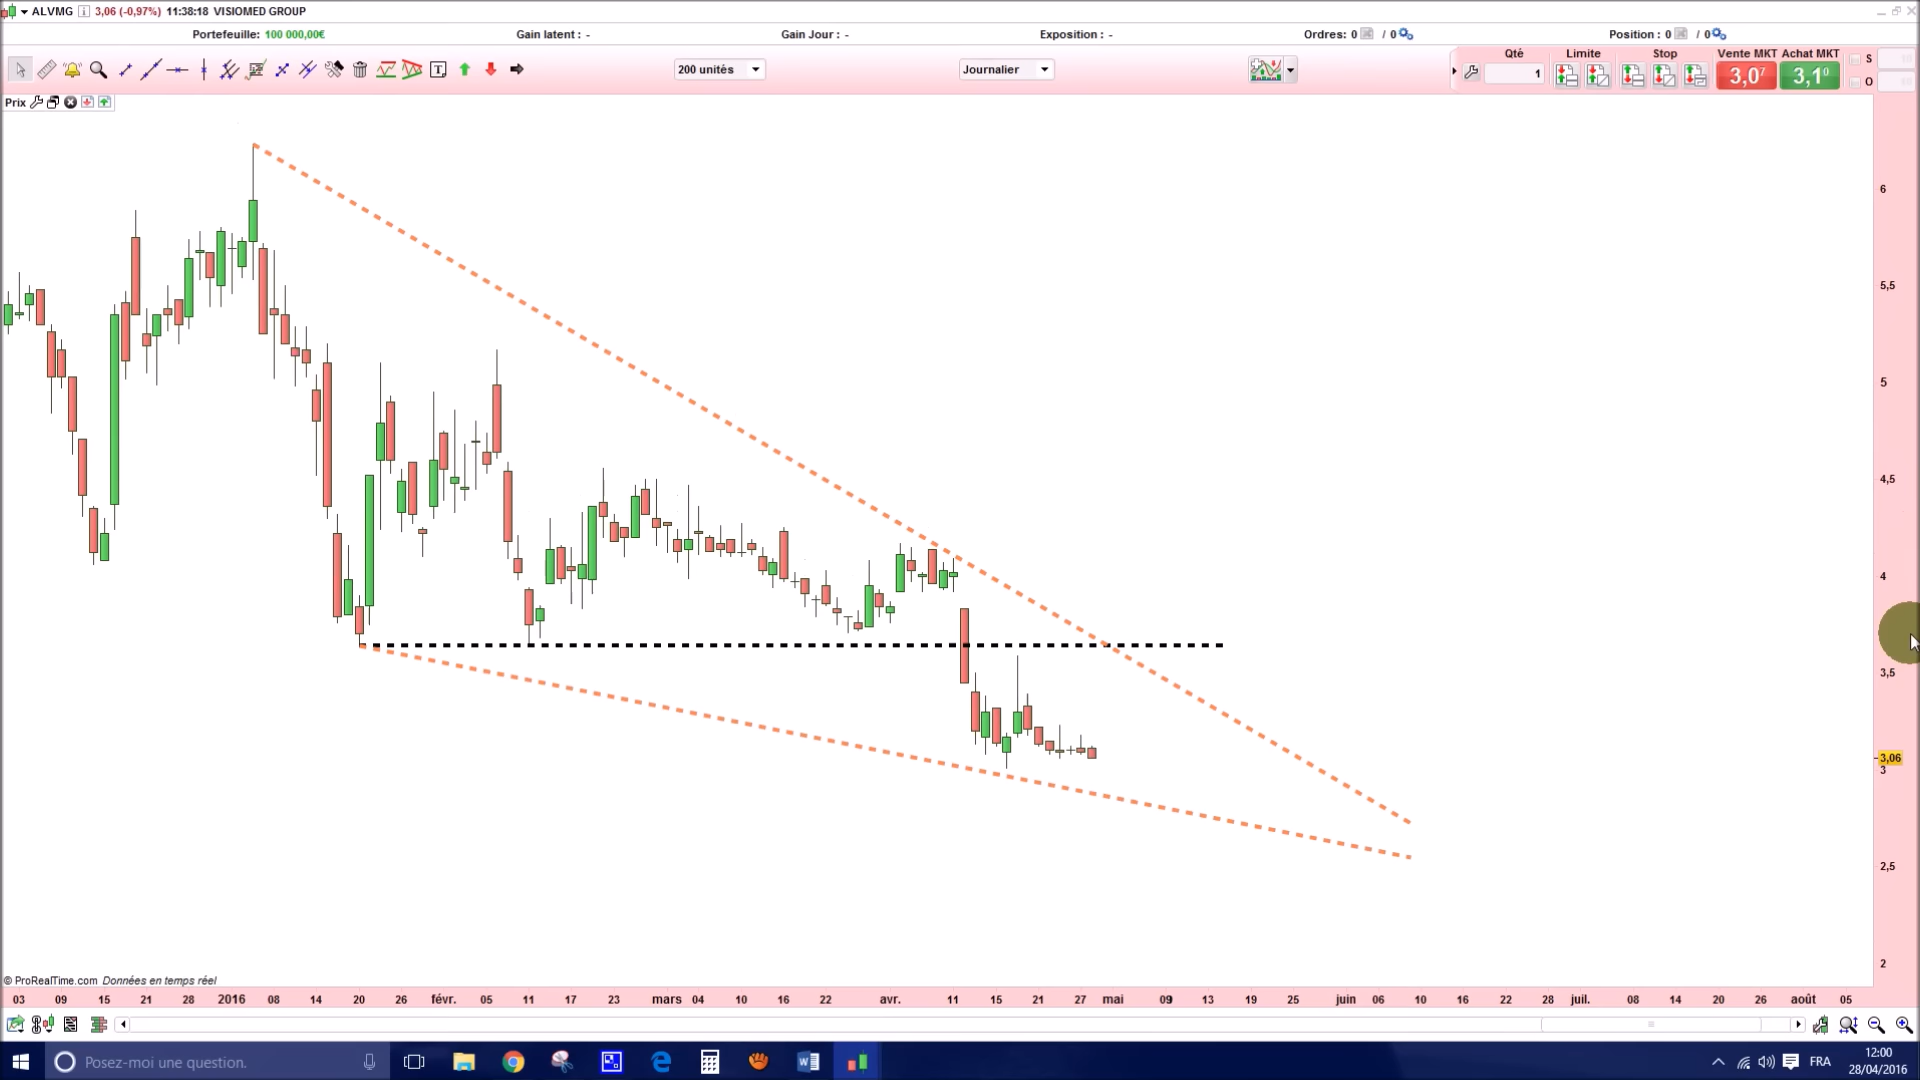 ALVMG 3,06 (-0,97%) 11:38:18 VISIOMED GROUP
Portefeuille: 100 000,00€ Gain latent : - Gain Jour : - Exposition : - Ordres: 0 / 0 Position : 0 / 0
200 unités Journalier Qté Limite Stop Vente MKT Achat MKT S
1 3,07 3,10 O
Prix
6
5,5
5
4,5
4
3,5
3,06
3
2,5
2
© ProRealTime.com Données en temps réel
03 09 15 21 28 2016 08 14 20 26 févr. 05 11 17 23 mars 04 10 16 22 avr. 11 15 21 27 mai 09 13 19 25 juin 06 10 16 22 28 juil. 08 14 20 26 août 05
Posez-moi une question. FRA 12:00
28/04/2016